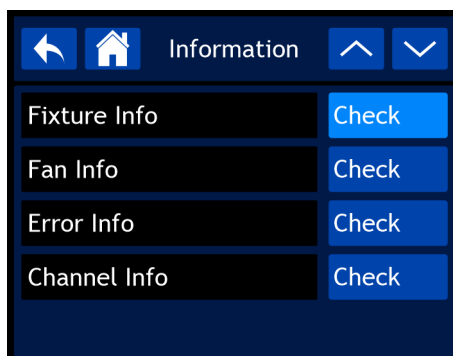 Information
Fixture Info Check
Fan Info Check
Error Info Check
Channel Info Check